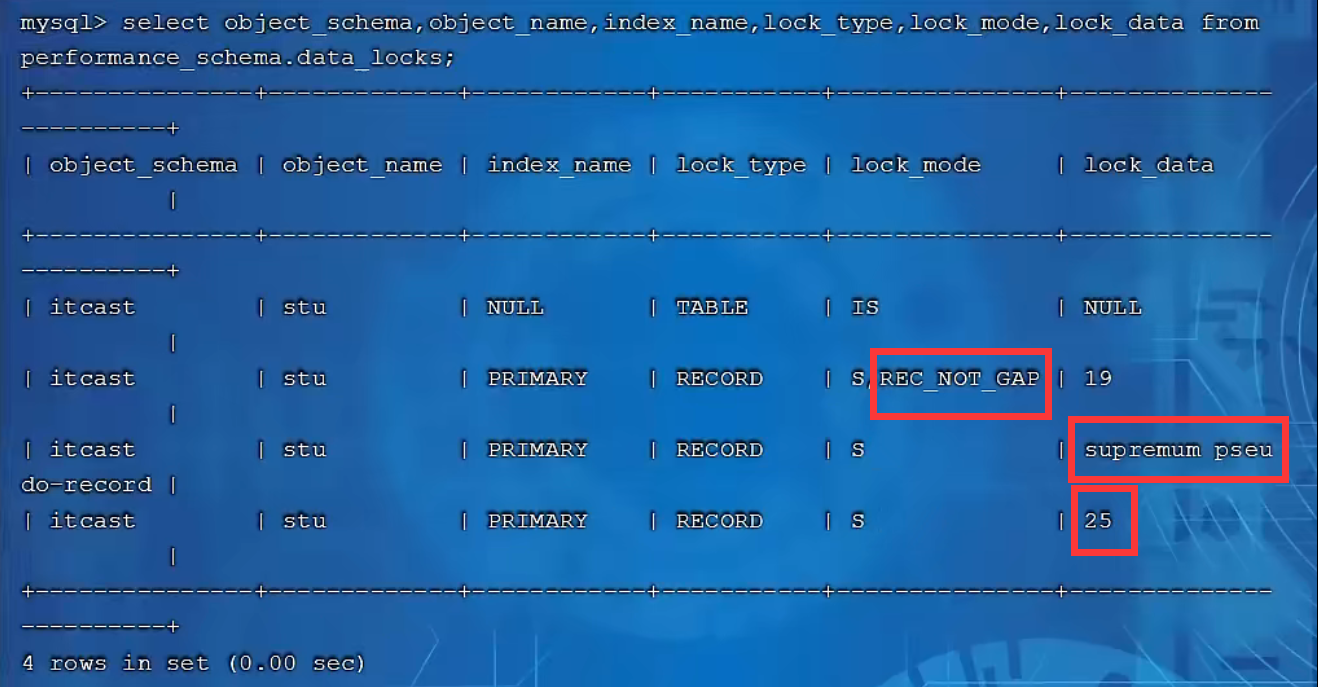 mysql> select object_schema,object_name,index_name,lock_type,lock_mode,lock_data from
performance_schema.data_locks;
+---------------+-------------+------------+-----------+---------------+--------------
----------+
| object_schema | object_name | index_name | lock_type | lock_mode     | lock_data
          |
+---------------+-------------+------------+-----------+---------------+--------------
----------+
| itcast        | stu         | NULL       | TABLE     | IS            | NULL
          |
| itcast        | stu         | PRIMARY    | RECORD    | S,REC_NOT_GAP | 19
          |
| itcast        | stu         | PRIMARY    | RECORD    | S             | supremum pseu
do-record |
| itcast        | stu         | PRIMARY    | RECORD    | S             | 25
          |
+---------------+-------------+------------+-----------+---------------+--------------
----------+
4 rows in set (0.00 sec)